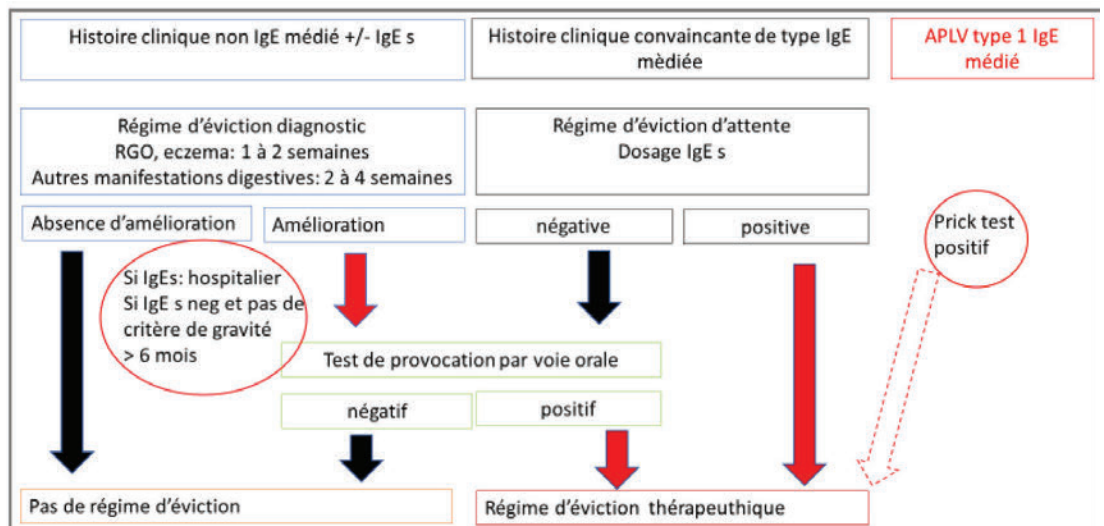 Histoire clinique non IgE médié +/- IgE s
Histoire clinique convaincante de type IgE
mèdiée
APLV type 1 IgE
médié
Régime d'éviction diagnostic
RGO, eczema: 1 à 2 semaines
Autres manifestations digestives: 2 à 4 semaines
Régime d'éviction d'attente
Dosage IgE s
Absence d'amélioration
Amélioration
négative
positive
Prick test
positif
Si IgEs: hospitalier
Si IgE s neg et pas de
critère de gravité
> 6 mois
Test de provocation par voie orale
négatif
positif
Pas de régime d'éviction
Régime d'éviction thérapeuthique